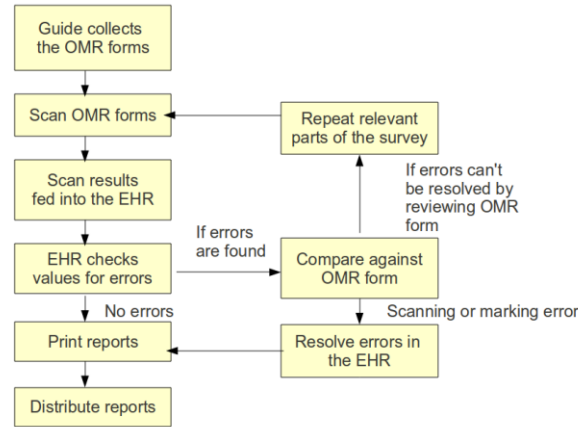 Guide collects
the OMR forms
Scan OMR forms
Repeat relevant
parts of the survey
Scan results
fed into the EHR
If errors can't
be resolved by
reviewing OMR
form
EHR checks
values for errors
If errors
are found
Compare against
OMR form
No errors
Scanning or marking error
Print reports
Resolve errors in
the EHR
Distribute reports